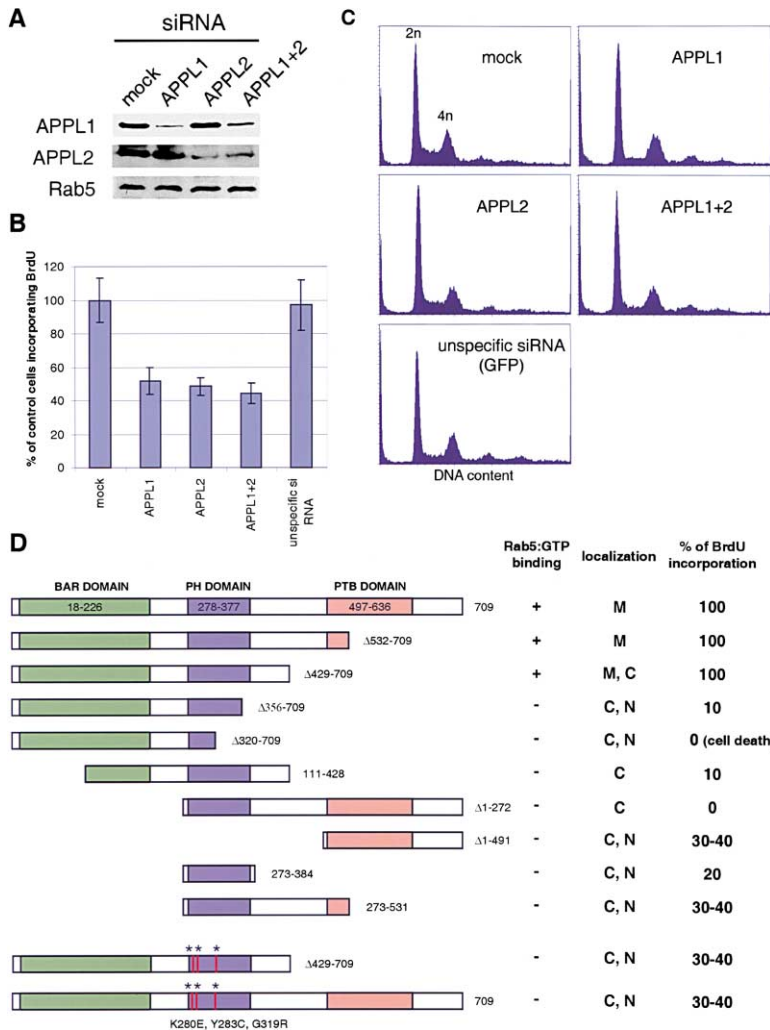 A
siRNA
mock APPL1 APPL2 APPL1+2
APPL1
APPL2
Rab5
B
% of control cells incorporating BrdU
120
100
80
60
40
20
0
mock
APPL1
APPL2
APPL1+2
unspecific si
RNA
C
2n
4n
mock
APPL1
APPL2
APPL1+2
unspecific siRNA
(GFP)
DNA content
D
Rab5:GTP binding localization % of BrdU incorporation
BAR DOMAIN PH DOMAIN PTB DOMAIN
18-226 278-377 497-636 709 + M 100
Δ532-709 + M 100
Δ429-709 + M, C 100
Δ356-709 - C, N 10
Δ320-709 - C, N 0 (cell death)
111-428 - C 10
Δ1-272 - C 0
Δ1-491 - C, N 30-40
273-384 - C, N 20
273-531 - C, N 30-40
** *
Δ429-709 - C, N 30-40
** *
709 - C, N 30-40
K280E, Y283C, G319R